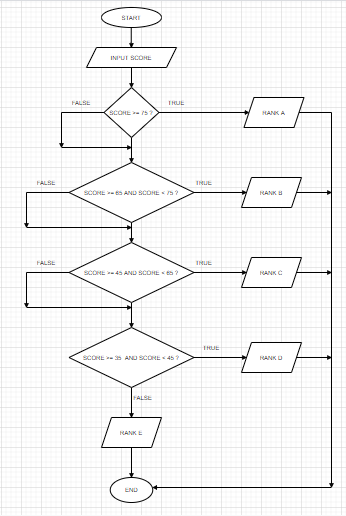 START
INPUT SCORE
FALSE
TRUE
SCORE >= 75 ?
RANK A
FALSE
TRUE
SCORE >= 65 AND SCORE < 75 ?
RANK B
FALSE
TRUE
SCORE >= 45 AND SCORE < 65 ?
RANK C
TRUE
SCORE >= 35 AND SCORE < 45 ?
RANK D
FALSE
RANK E
END